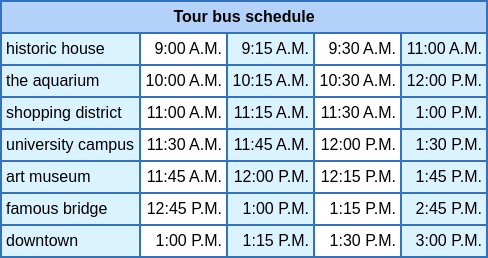 Tour bus schedule
historic house 9:00 A.M. 9:15 A.M. 9:30 A.M. 11:00 A.M.
the aquarium 10:00 A.M. 10:15 A.M. 10:30 A.M. 12:00 P.M.
shopping district 11:00 A.M. 11:15 A.M. 11:30 A.M. 1:00 P.M.
university campus 11:30 A.M. 11:45 A.M. 12:00 P.M. 1:30 P.M.
art museum 11:45 A.M. 12:00 P.M. 12:15 P.M. 1:45 P.M.
famous bridge 12:45 P.M. 1:00 P.M. 1:15 P.M. 2:45 P.M.
downtown 1:00 P.M. 1:15 P.M. 1:30 P.M. 3:00 P.M.